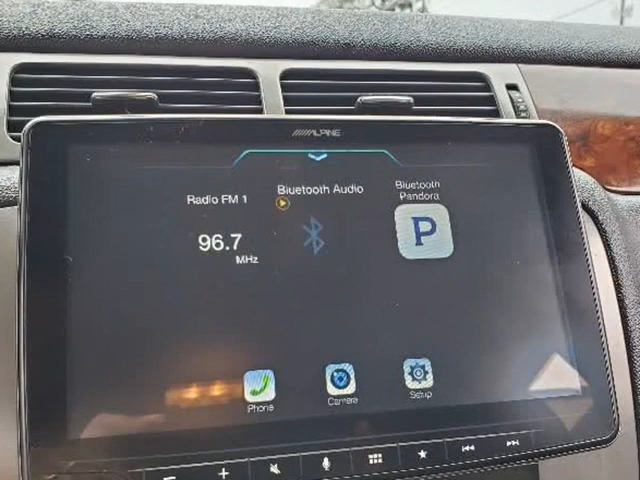 ALPINE
Radio FM 1
Bluetooth Audio
Bluetooth
Pandora
96.7
MHz
P
Phone
Camera
Setup